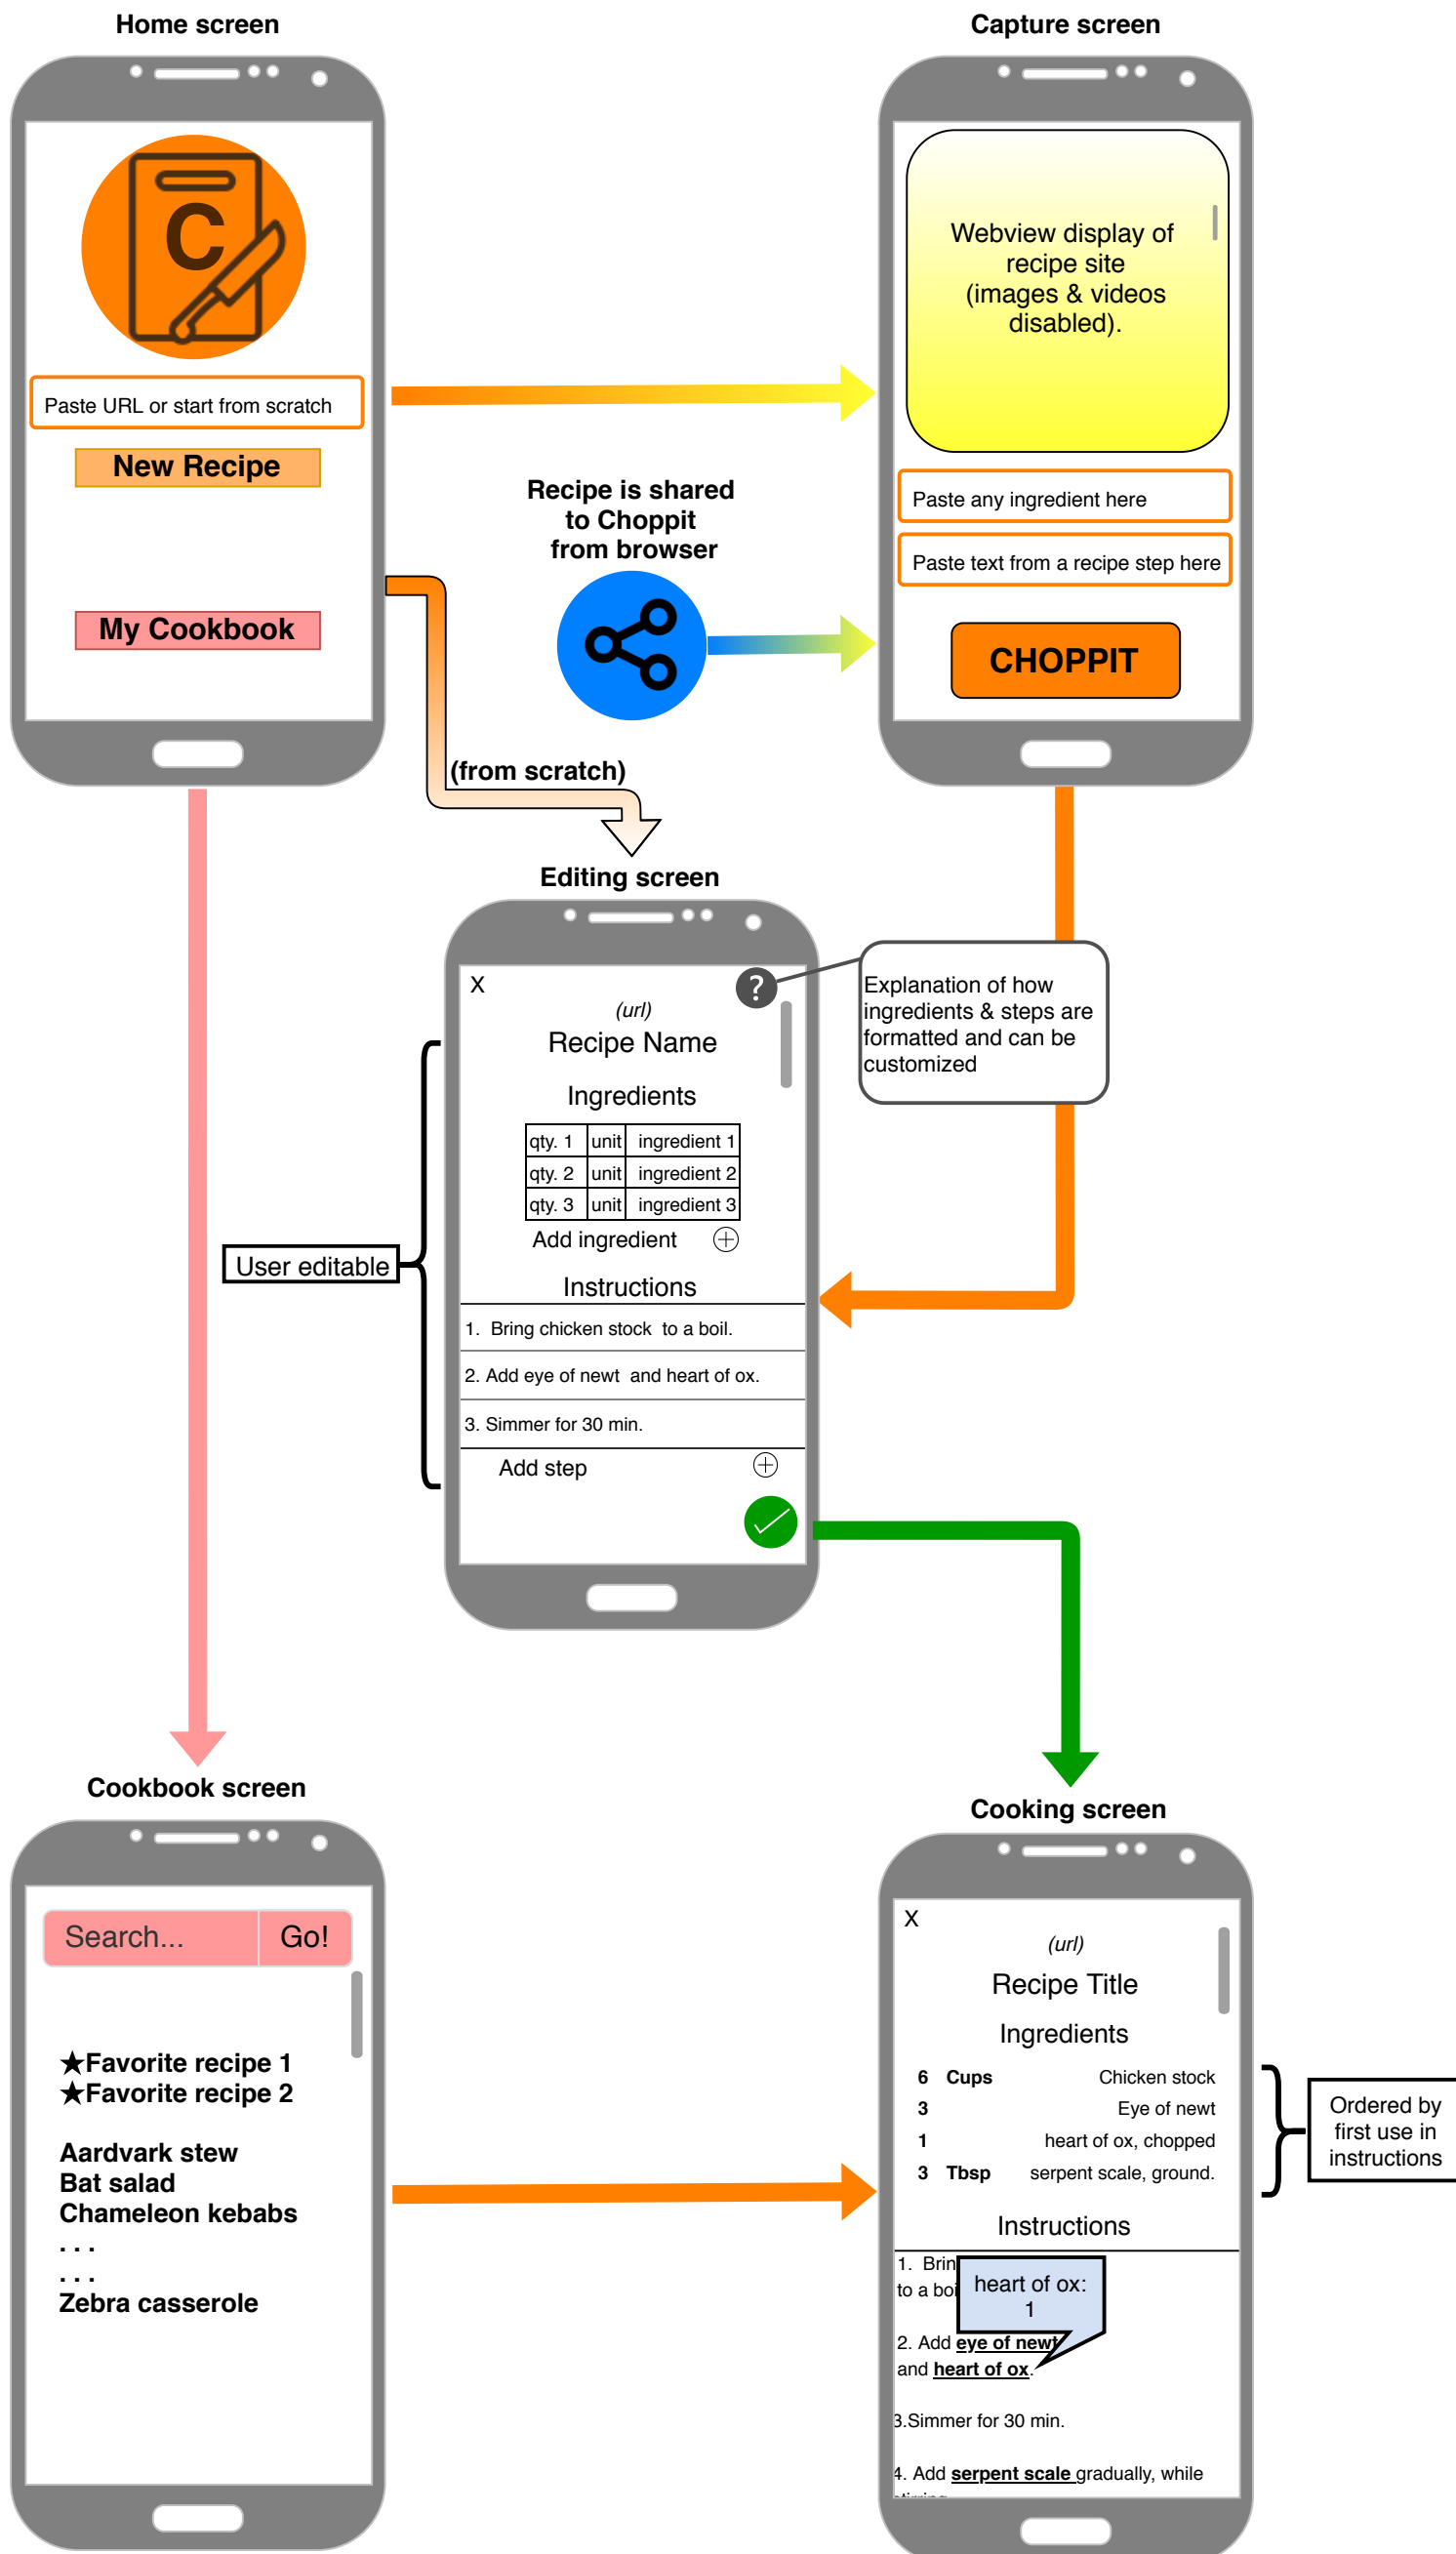 Home screen
Capture screen
C
Paste URL or start from scratch
New Recipe
My Cookbook
Webview display of
recipe site
(images & videos
disabled).
Paste any ingredient here
Paste text from a recipe step here
CHOPPIT
Recipe is shared
to Choppit
from browser
(from scratch)
Editing screen
X
?
(url)
Recipe Name
Ingredients
qty. 1 unit ingredient 1
qty. 2 unit ingredient 2
qty. 3 unit ingredient 3
Add ingredient
Instructions
1. Bring chicken stock to a boil.
2. Add eye of newt and heart of ox.
3. Simmer for 30 min.
Add step
Explanation of how
ingredients & steps are
formatted and can be
customized
User editable
Cookbook screen
Search... Go!
★Favorite recipe 1
★Favorite recipe 2
Aardvark stew
Bat salad
Chameleon kebabs
. . .
. . .
Zebra casserole
Cooking screen
X
(url)
Recipe Title
Ingredients
6 Cups Chicken stock
3 Eye of newt
1 heart of ox, chopped
3 Tbsp serpent scale, ground.
Instructions
1. Brin
to a boi
heart of ox:
1
2. Add eye of newt
and heart of ox.
3.Simmer for 30 min.
4. Add serpent scale gradually, while
Ordered by
first use in
instructions